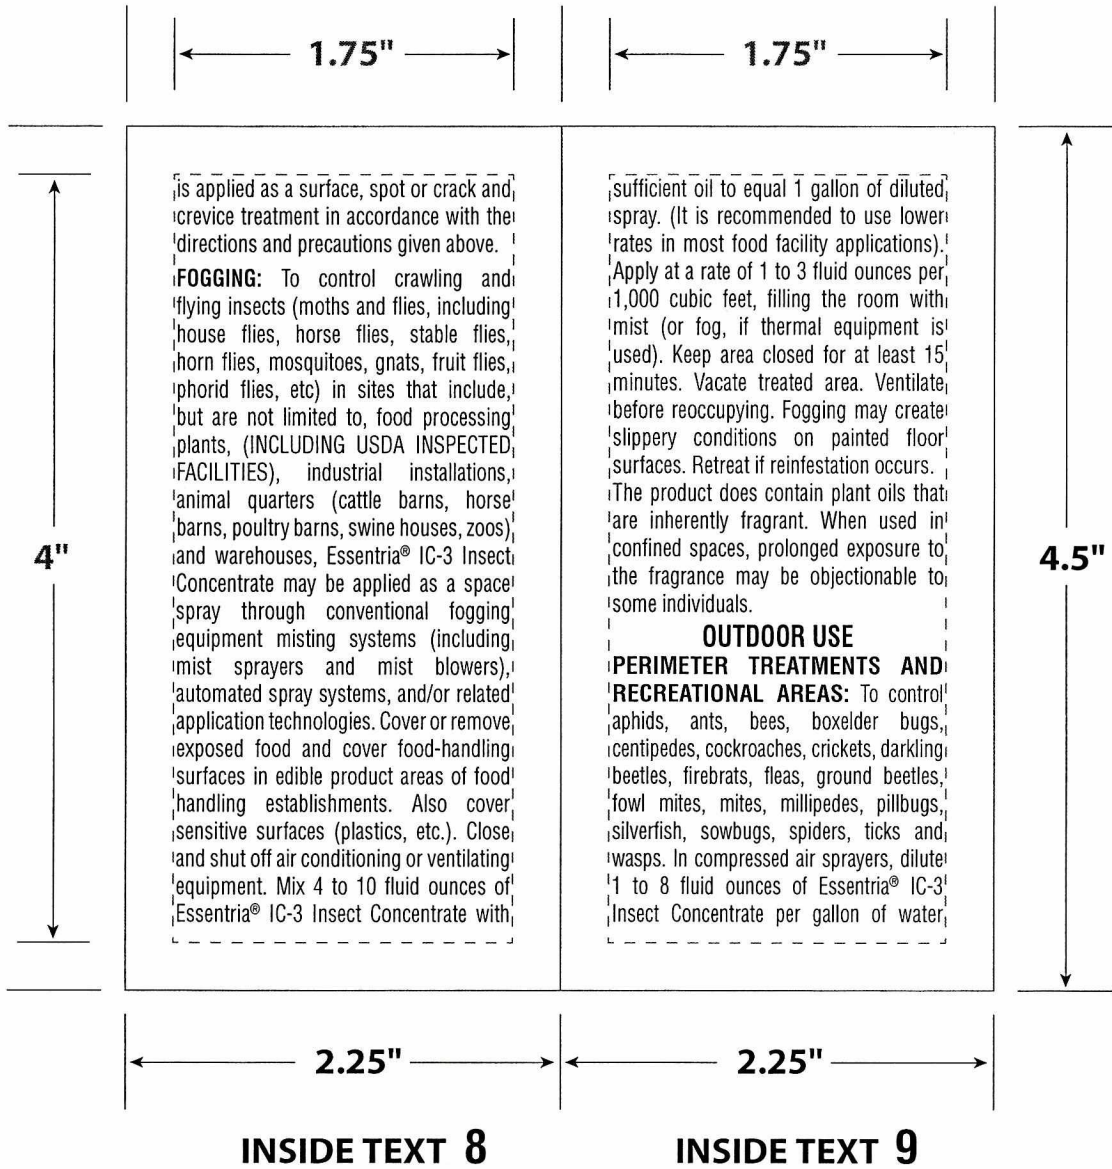 1.75" 1.75"
is applied as a surface, spot or crack and
crevice treatment in accordance with the
directions and precautions given above.
FOGGING: To control crawling and
flying insects (moths and flies, including
house flies, horse flies, stable flies,
horn flies, mosquitoes, gnats, fruit flies,
phorid flies, etc) in sites that include,
but are not limited to, food processing
plants, (INCLUDING USDA INSPECTED
FACILITIES), industrial installations,
animal quarters (cattle barns, horse
barns, poultry barns, swine houses, zoos)
and warehouses, Essentria® IC-3 Insect
Concentrate may be applied as a space
spray through conventional fogging
equipment misting systems (including
mist sprayers and mist blowers),
automated spray systems, and/or related
application technologies. Cover or remove
exposed food and cover food-handling
surfaces in edible product areas of food
handling establishments. Also cover
sensitive surfaces (plastics, etc.). Close
and shut off air conditioning or ventilating
equipment. Mix 4 to 10 fluid ounces of
Essentria® IC-3 Insect Concentrate with
sufficient oil to equal 1 gallon of diluted
spray. (It is recommended to use lower
rates in most food facility applications).
Apply at a rate of 1 to 3 fluid ounces per
1,000 cubic feet, filling the room with
mist (or fog, if thermal equipment is
used). Keep area closed for at least 15
minutes. Vacate treated area. Ventilate
before reoccupying. Fogging may create
slippery conditions on painted floor
surfaces. Retreat if reinfestation occurs.
The product does contain plant oils that
are inherently fragrant. When used in
confined spaces, prolonged exposure to
the fragrance may be objectionable to
some individuals.
OUTDOOR USE
PERIMETER TREATMENTS AND
RECREATIONAL AREAS: To control
aphids, ants, bees, boxelder bugs,
centipedes, cockroaches, crickets, darkling
beetles, firebrats, fleas, ground beetles,
fowl mites, mites, millipedes, pillbugs,
silverfish, sowbugs, spiders, ticks and
wasps. In compressed air sprayers, dilute
1 to 8 fluid ounces of Essentria® IC-3
Insect Concentrate per gallon of water
4"
4.5"
2.25" 2.25"
INSIDE TEXT 8 INSIDE TEXT 9